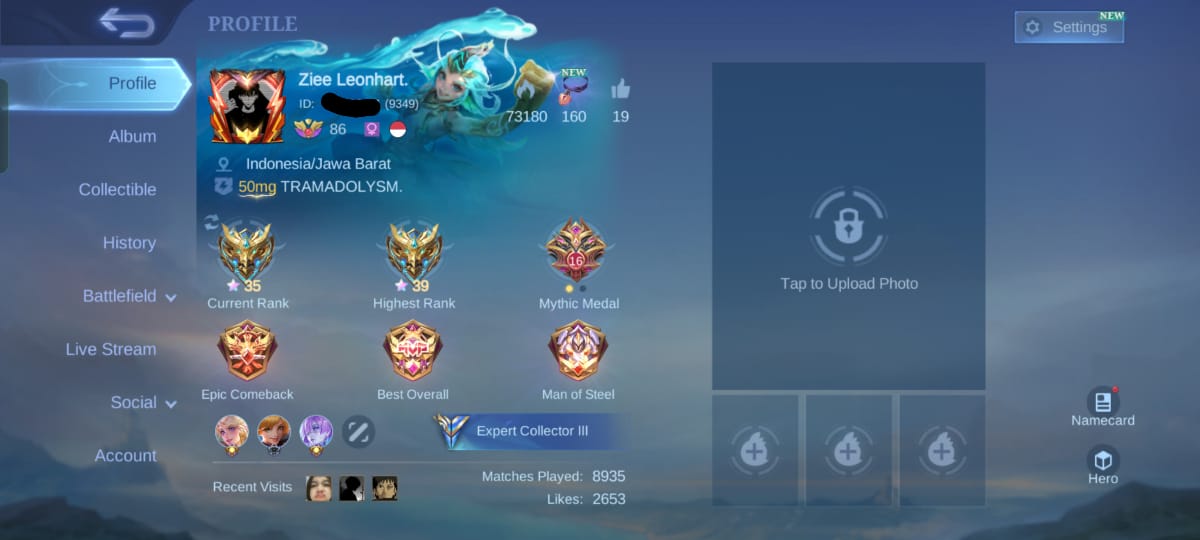 PROFILE
NEW
Settings
Profile
Ziee Leonhart.
ID:
(9349)
86
NEW
73180
160
19
Album
Indonesia/Jawa Barat
Collectible
50mg TRAMADOLYSM.
History
35
39
16
Current Rank
Highest Rank
Mythic Medal
Tap to Upload Photo
Battlefield
Live Stream
Epic Comeback
Best Overall
Man of Steel
Social
Expert Collector III
Namecard
Account
Recent Visits
Matches Played: 8935
Likes: 2653
Hero